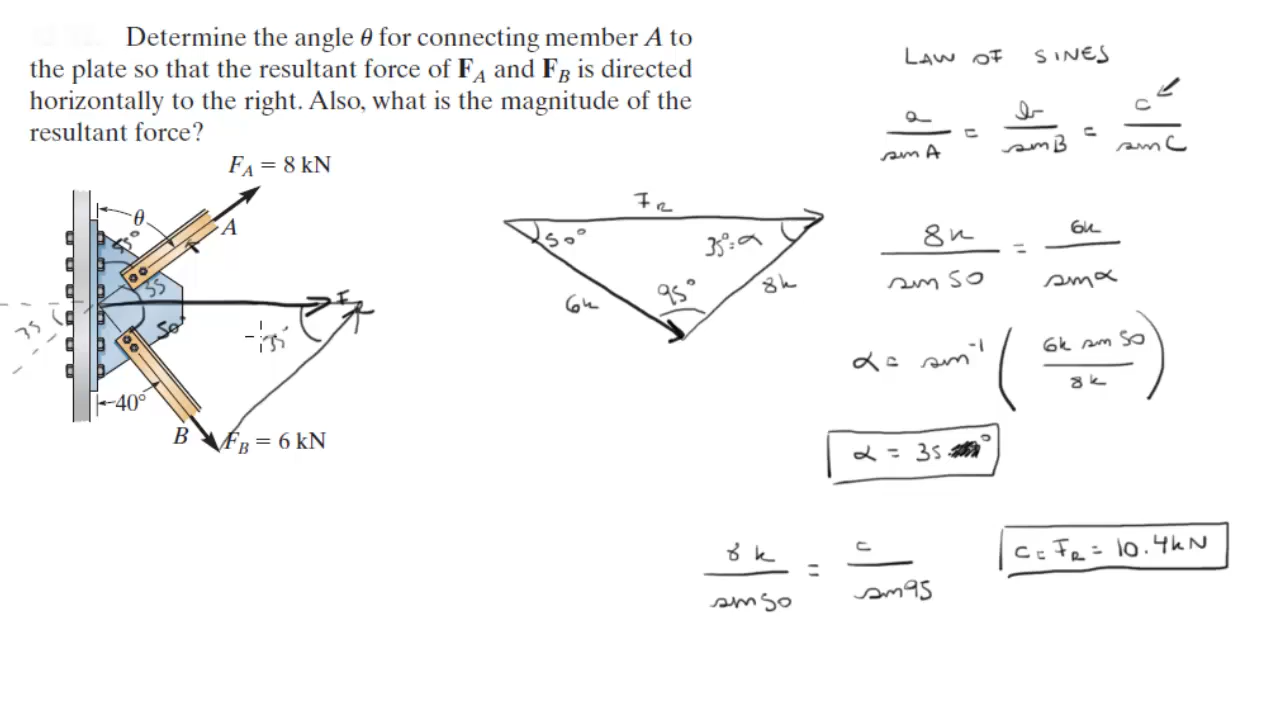 Determine the angle θ for connecting member A to
the plate so that the resultant force of F_A and F_B is directed
horizontally to the right. Also, what is the magnitude of the
resultant force?
F_A = 8 kN
θ
A
45°
55
50°
35
35°
40°
B
F_B = 6 kN
F_R
50°
35°=α
95°
6k
8k
LAW OF SINES
a/sin A = b/sin B = c/sin C
8k/sin 50 = 6k/sin α
α = sin⁻¹ (6k sin 50/8k)
α = 35°
8k/sin 50 = c/sin 95
c = F_R = 10.4 kN